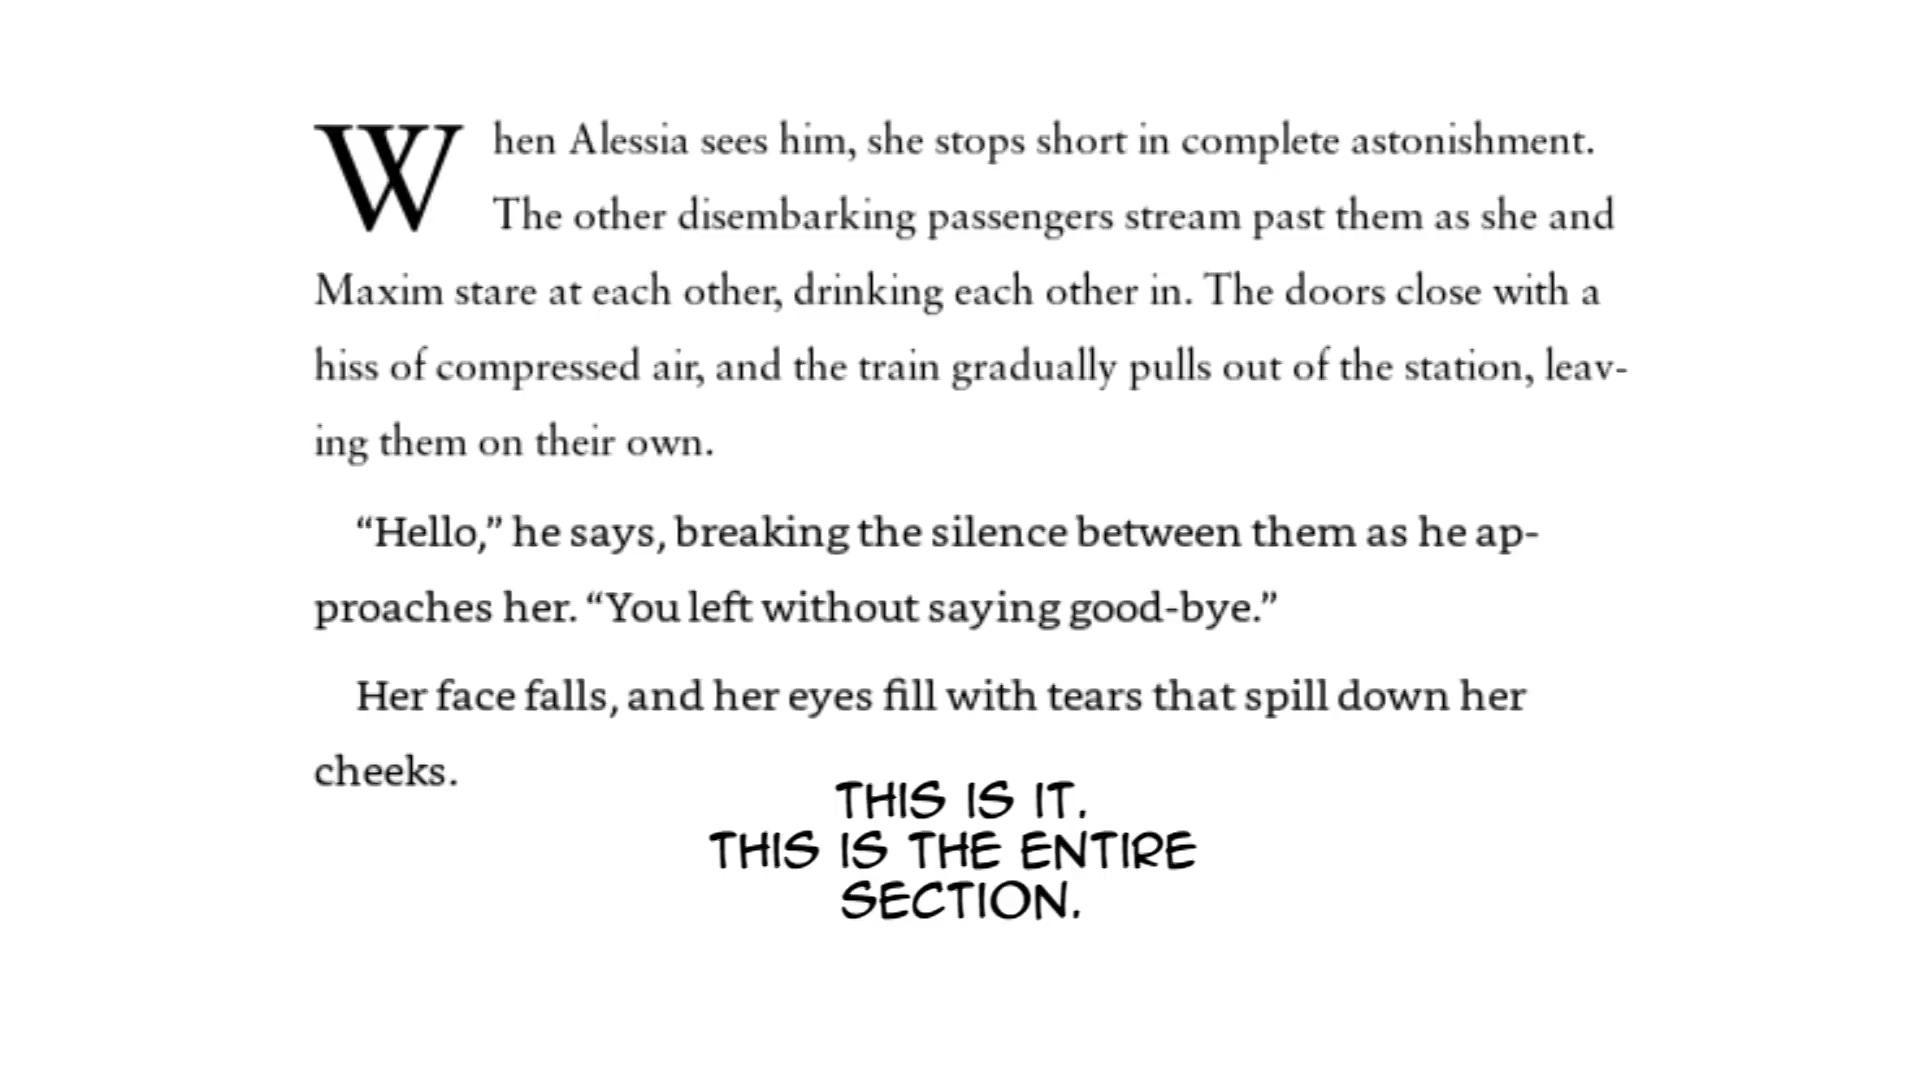 When Alessia sees him, she stops short in complete astonishment.
The other disembarking passengers stream past them as she and
Maxim stare at each other, drinking each other in. The doors close with a
hiss of compressed air, and the train gradually pulls out of the station, leav-
ing them on their own.
“Hello,” he says, breaking the silence between them as he ap-
proaches her. “You left without saying good-bye.”
Her face falls, and her eyes fill with tears that spill down her
cheeks.
THIS IS IT.
THIS IS THE ENTIRE
SECTION.